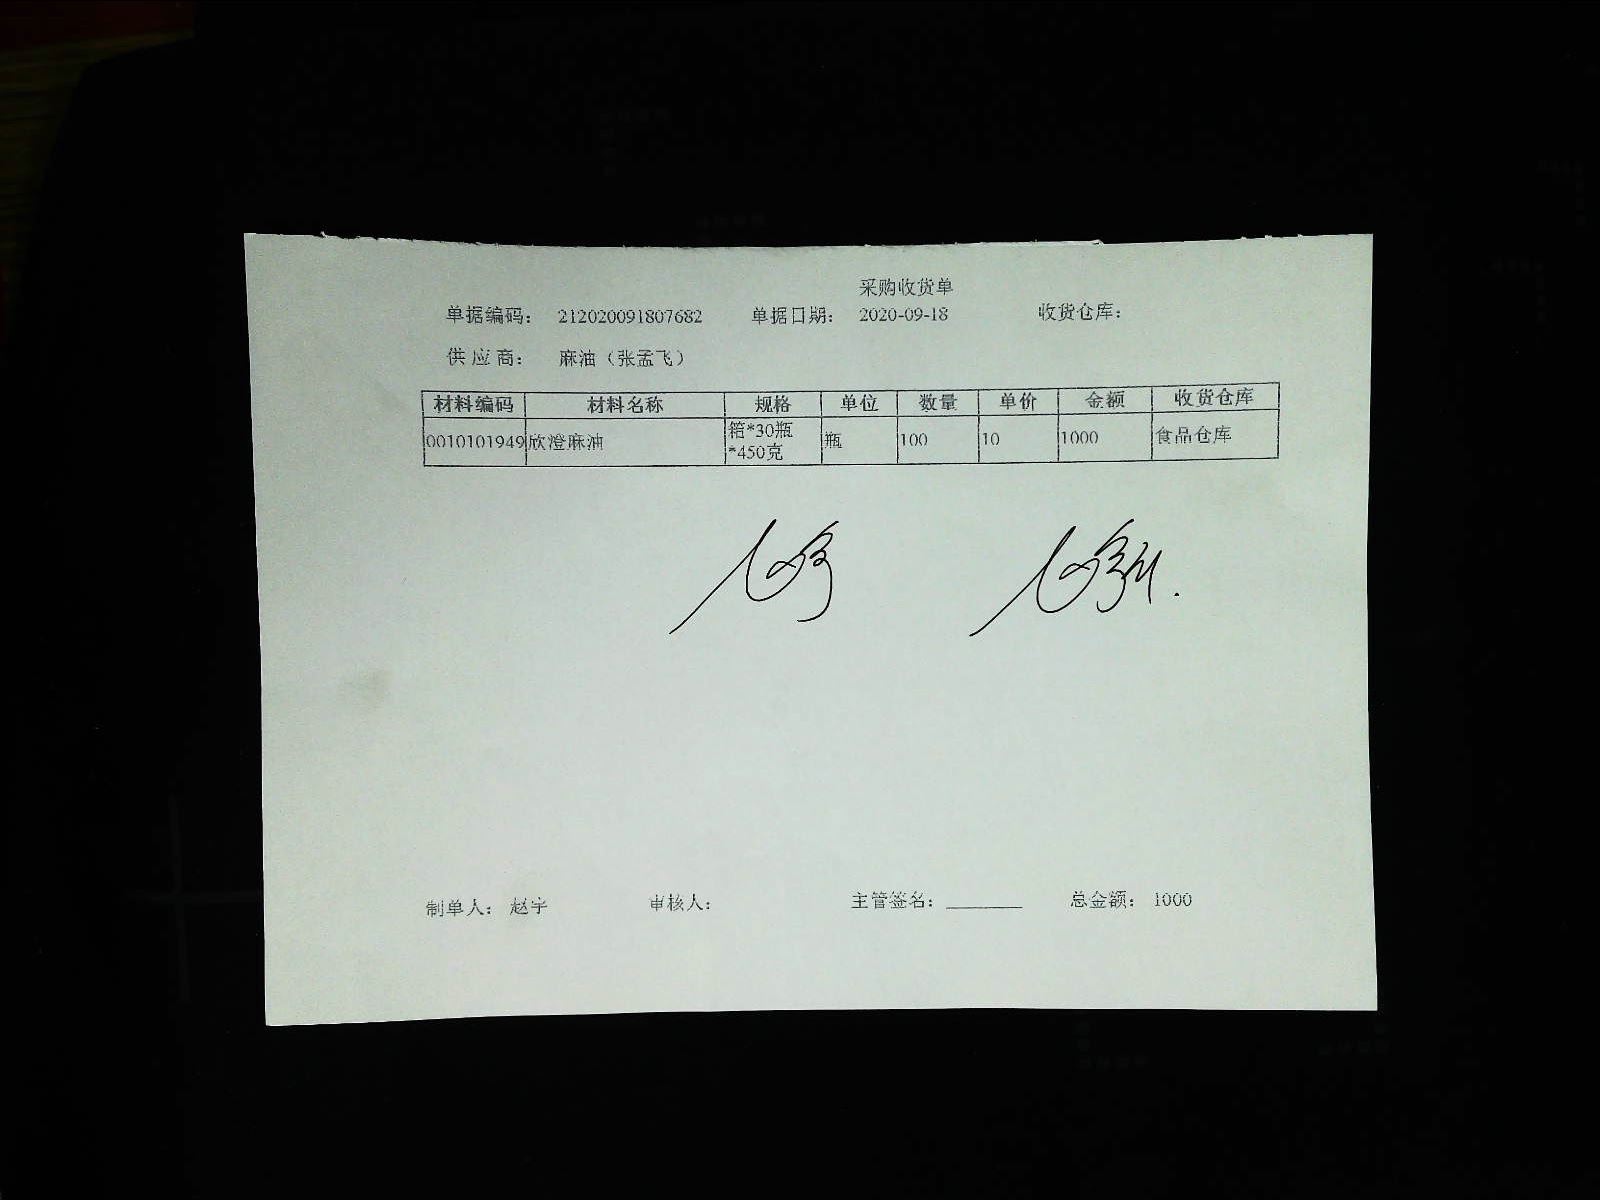 采购收货单
单据编码： 212020091807682 单据日期： 2020-09-18 收货仓库：
供应商： 麻油（张孟飞）
材料编码 材料名称 规格 单位 数量 单价 金额 收货仓库
0010101949 欣澄麻油 箱*30瓶 瓶 100 10 1000 食品仓库
*450克
制单人： 赵宇 审核人： 主管签名：______ 总金额： 1000